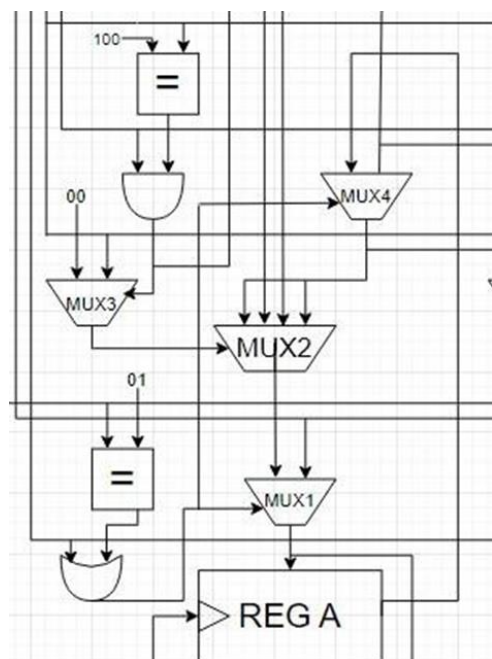 100
=
00
MUX4
MUX3
MUX2
01
=
MUX1
REG A